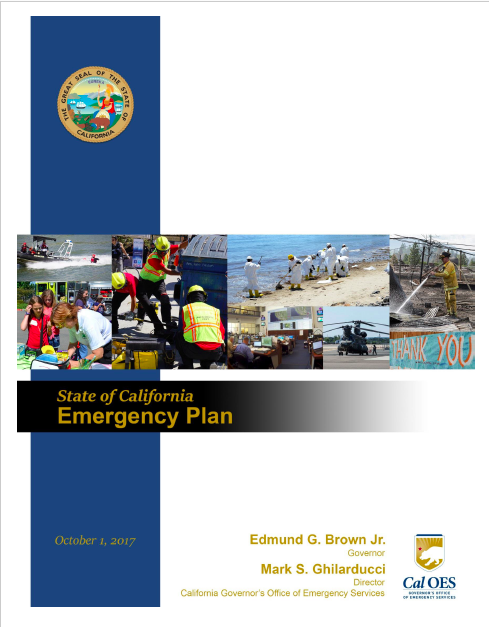 THE GREAT SEAL OF THE STATE OF CALIFORNIA
EUREKA
THANK YOU
State of California
Emergency Plan
October 1, 2017
Edmund G. Brown Jr.
Governor
Mark S. Ghilarducci
Director
California Governor's Office of Emergency Services
Cal OES
GOVERNOR'S OFFICE
OF EMERGENCY SERVICES